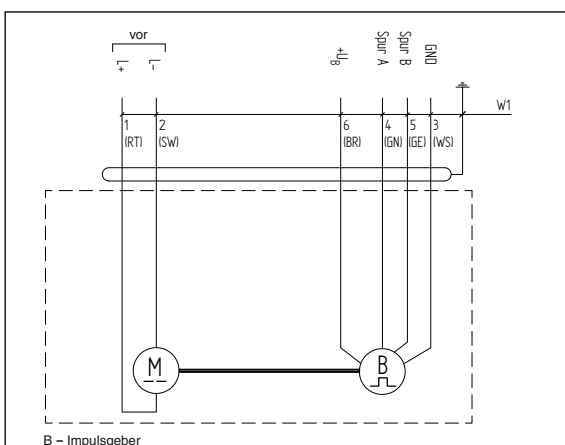 vor
L+
L-
+UB
Spur A
Spur B
GND
W1
1 2 6 4 5 3
(RT) (SW) (BR) (GN) (GE) (WS)
M B
B – Impulsgeber